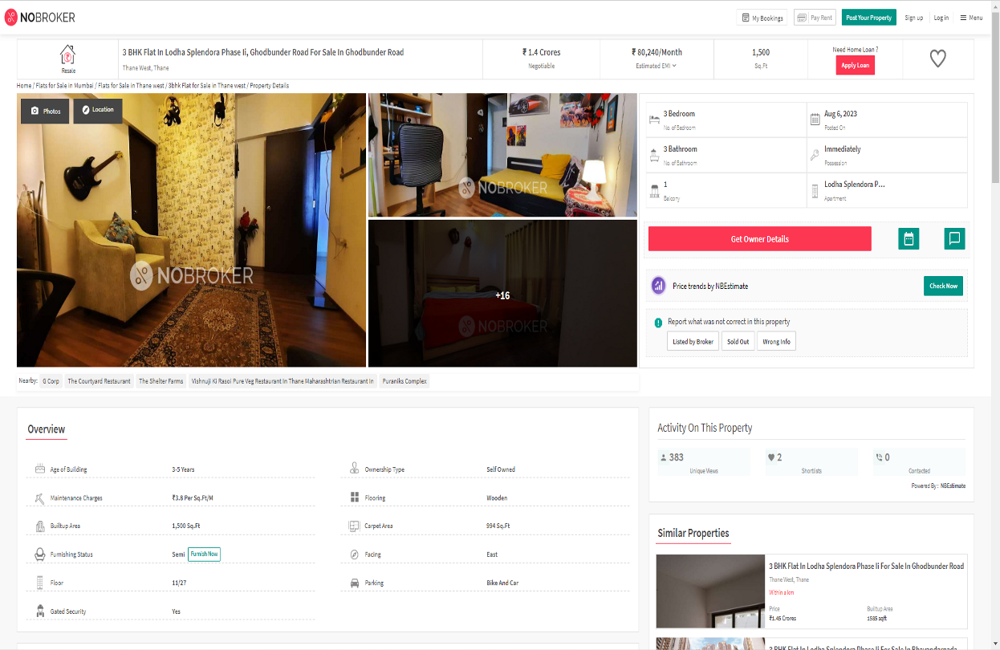 NOBROKER
My Bookings
Pay Rent
Post Your Property
Sign up
Log in
Menu
Resale
3 BHK Flat In Lodha Splendora Phase Ii, Ghodbunder Road For Sale In Ghodbunder Road
Thane West, Thane
₹ 1.4 Crores
Negotiable
₹ 80,240/Month
Estimated EMI
1,500
Sq.Ft
Need Home Loan ?
Apply Loan
Home / Flats for Sale in Mumbai / Flats for Sale in Thane west / 3bhk Flat for Sale in Thane west / Property Details
Photos
Location
NOBROKER
NOBROKER
+16
NOBROKER
3 Bedroom
No. of Bedroom
Aug 6, 2023
Posted On
3 Bathroom
No. of Bathroom
Immediately
Possession
1
Balcony
Lodha Splendora P...
Apartment
Get Owner Details
Price trends by NBEstimate
Check Now
Report what was not correct in this property
Listed by Broker
Sold Out
Wrong Info
Nearby: G Corp The Courtyard Restaurant The Shelter Farms Vishnuji Ki Rasoi Pure Veg Restaurant In Thane Maharashtrian Restaurant In Puraniks Complex
Overview
Age of Building 3-5 Years
Ownership Type Self Owned
Maintenance Charges ₹3.8 Per Sq.Ft/M
Flooring Wooden
Builtup Area 1,500 Sq.Ft
Carpet Area 994 Sq.Ft
Furnishing Status Semi Furnish Now
Facing East
Floor 11/27
Parking Bike And Car
Gated Security Yes
Activity On This Property
383
Unique Views
2
Shortlists
0
Contacted
Powered By : NBEstimate
Similar Properties
3 BHK Flat In Lodha Splendora Phase Ii For Sale In Ghodbunder Road
Thane West, Thane
Within a km
Price
₹1.45 Crores
Builtup Area
1585 sqft
3 BHK Flat In Lodha Splendora For Sale In Bhayandarpada